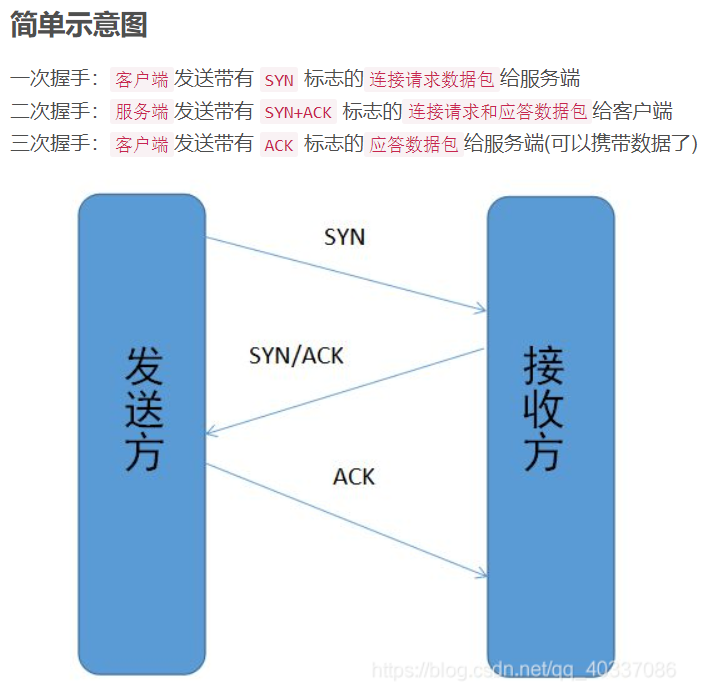 简单示意图
一次握手：客户端发送带有 SYN 标志的连接请求数据包给服务端
二次握手：服务端发送带有 SYN+ACK 标志的连接请求和应答数据包给客户端
三次握手：客户端发送带有 ACK 标志的应答数据包给服务端(可以携带数据了)
SYN
SYN/ACK
发送方
接收方
ACK
https://blog.csdn.net/qq_40337086